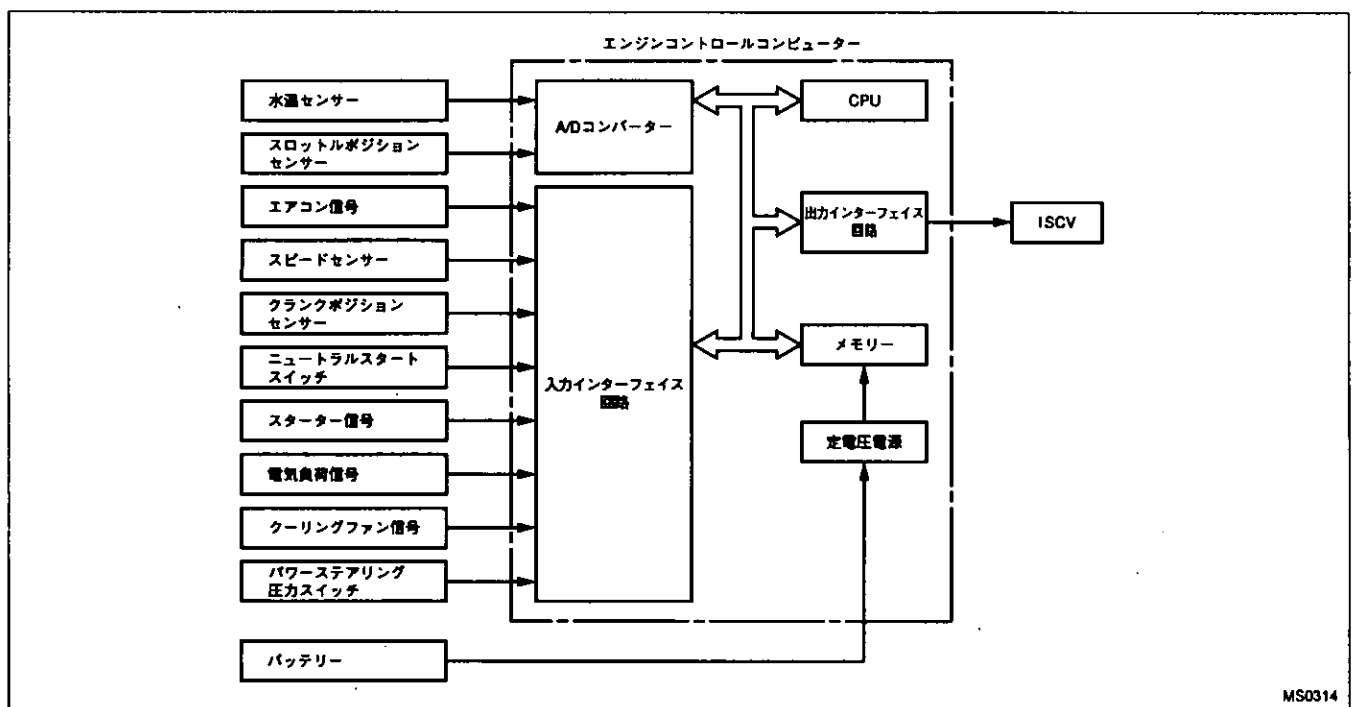 エンジンコントロールコンピューター
水温センサー
スロットルポジション
センサー
エアコン信号
スピードセンサー
クランクポジション
センサー
ニュートラルスタート
スイッチ
スターター信号
電気負荷信号
クーリングファン信号
パワーステアリング
圧力スイッチ
バッテリー
A/Dコンバーター
入力インターフェイス
回路
CPU
出力インターフェイス
回路
メモリー
定電圧電源
ISCV
MS0314